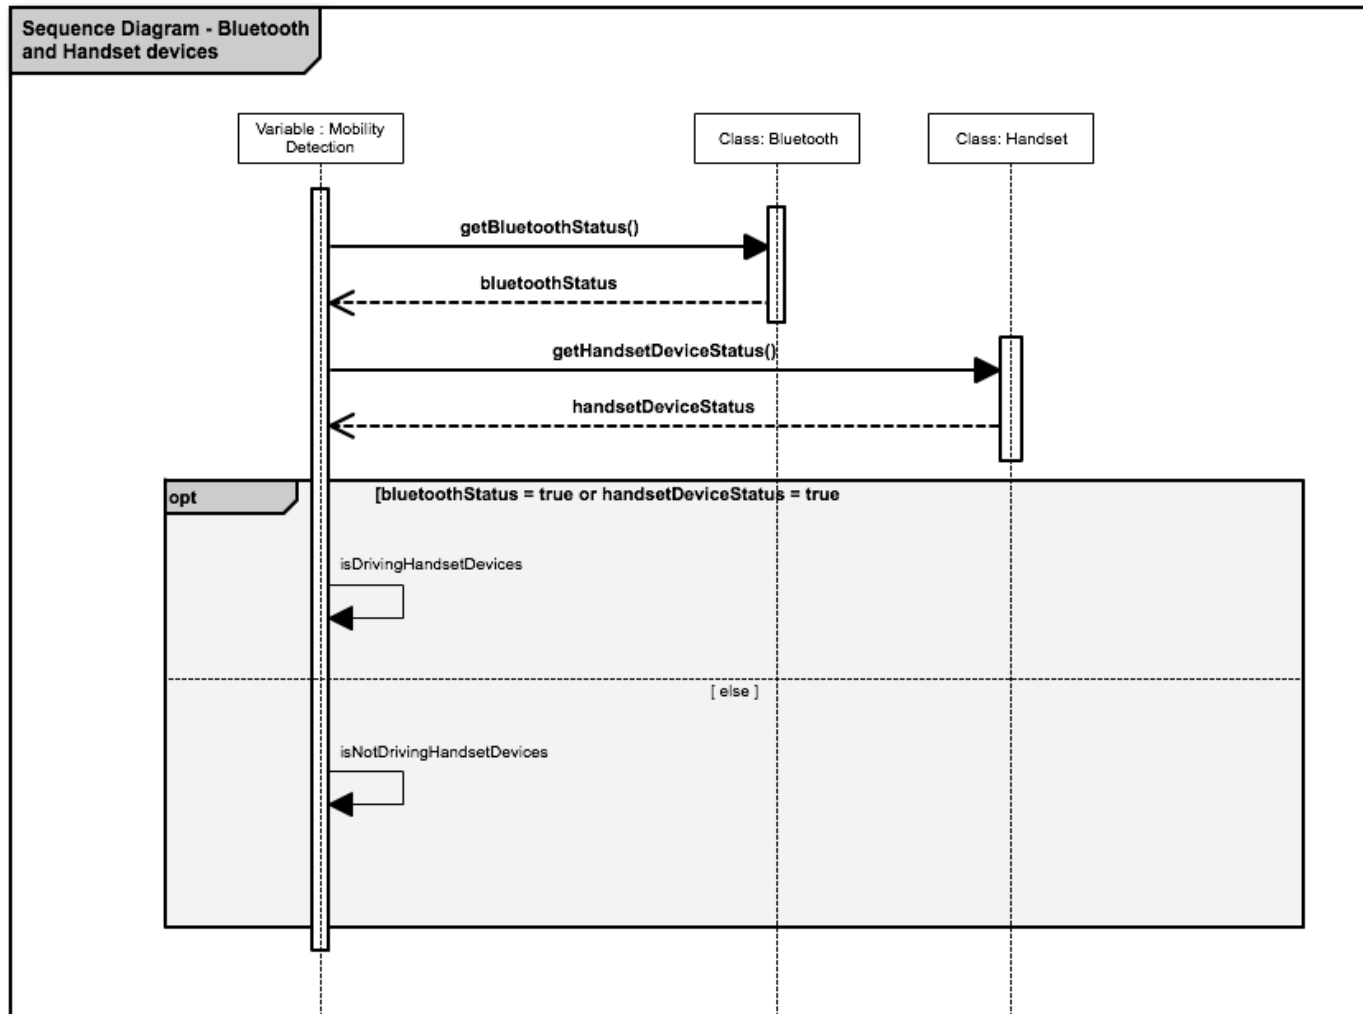 Sequence Diagram - Bluetooth
and Handset devices
Variable : Mobility
Detection
Class: Bluetooth
Class: Handset
getBluetoothStatus()
bluetoothStatus
getHandsetDeviceStatus()
handsetDeviceStatus
opt
[bluetoothStatus = true or handsetDeviceStatus = true
isDrivingHandsetDevices
[ else ]
isNotDrivingHandsetDevices